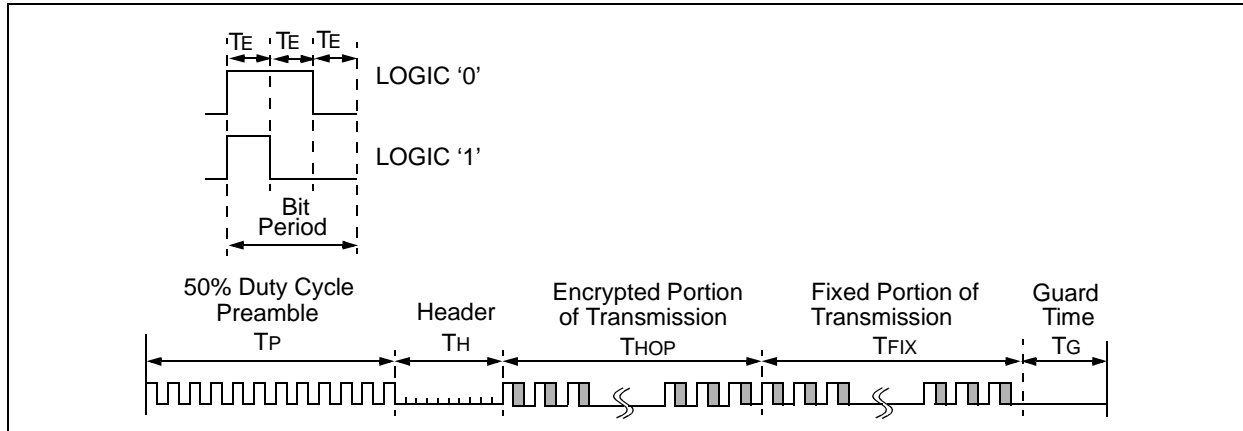 TE TE TE
LOGIC ‘0’
LOGIC ‘1’
Bit
Period
50% Duty Cycle
Preamble
TP
Header
TH
Encrypted Portion
of Transmission
THOP
Fixed Portion of
Transmission
TFIX
Guard
Time
TG